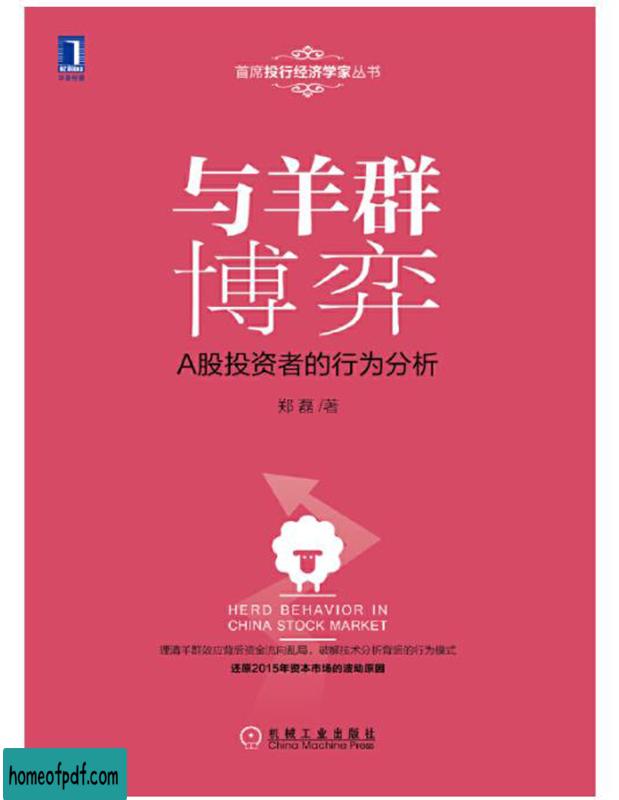 华章经管
首席投行经济学家丛书
与羊群
博弈
A股投资者的行为分析
郑磊/著
HERD BEHAVIOR IN
CHINA STOCK MARKET
理清羊群效应背后资金流向乱局，破解技术分析背后的行为模式
还原2015年资本市场的波动原因
机械工业出版社
China Machine Press
homeofpdf.com